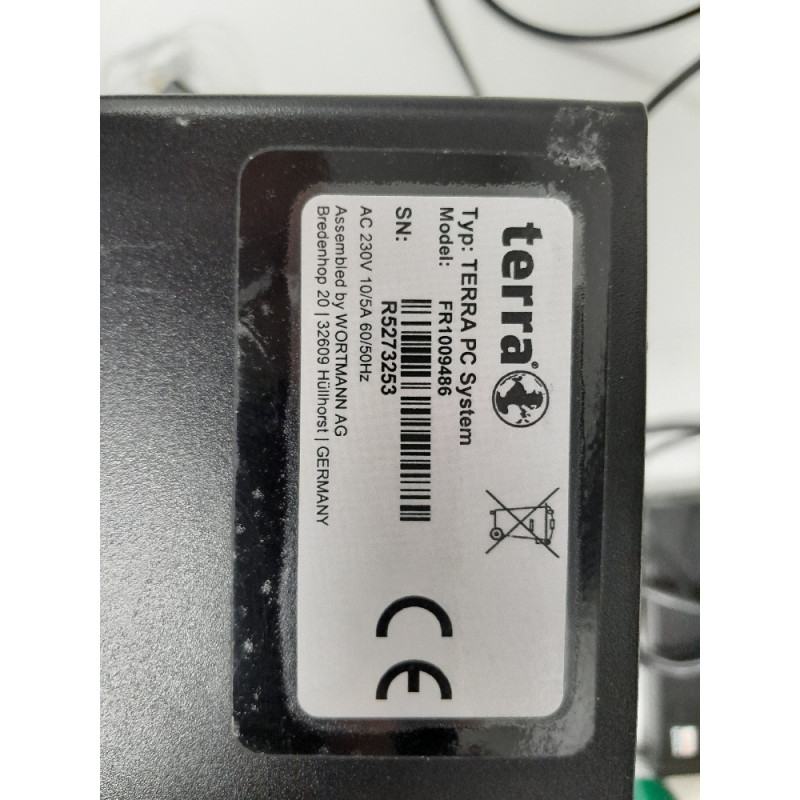 terra®
Typ: TERRA PC System
Model: FR1009486
SN: R5273253
AC 230V 10/5A 60/50Hz
Assembled by WORTMANN AG
Bredenhop 20 | 32609 Hüllhorst | GERMANY
CE